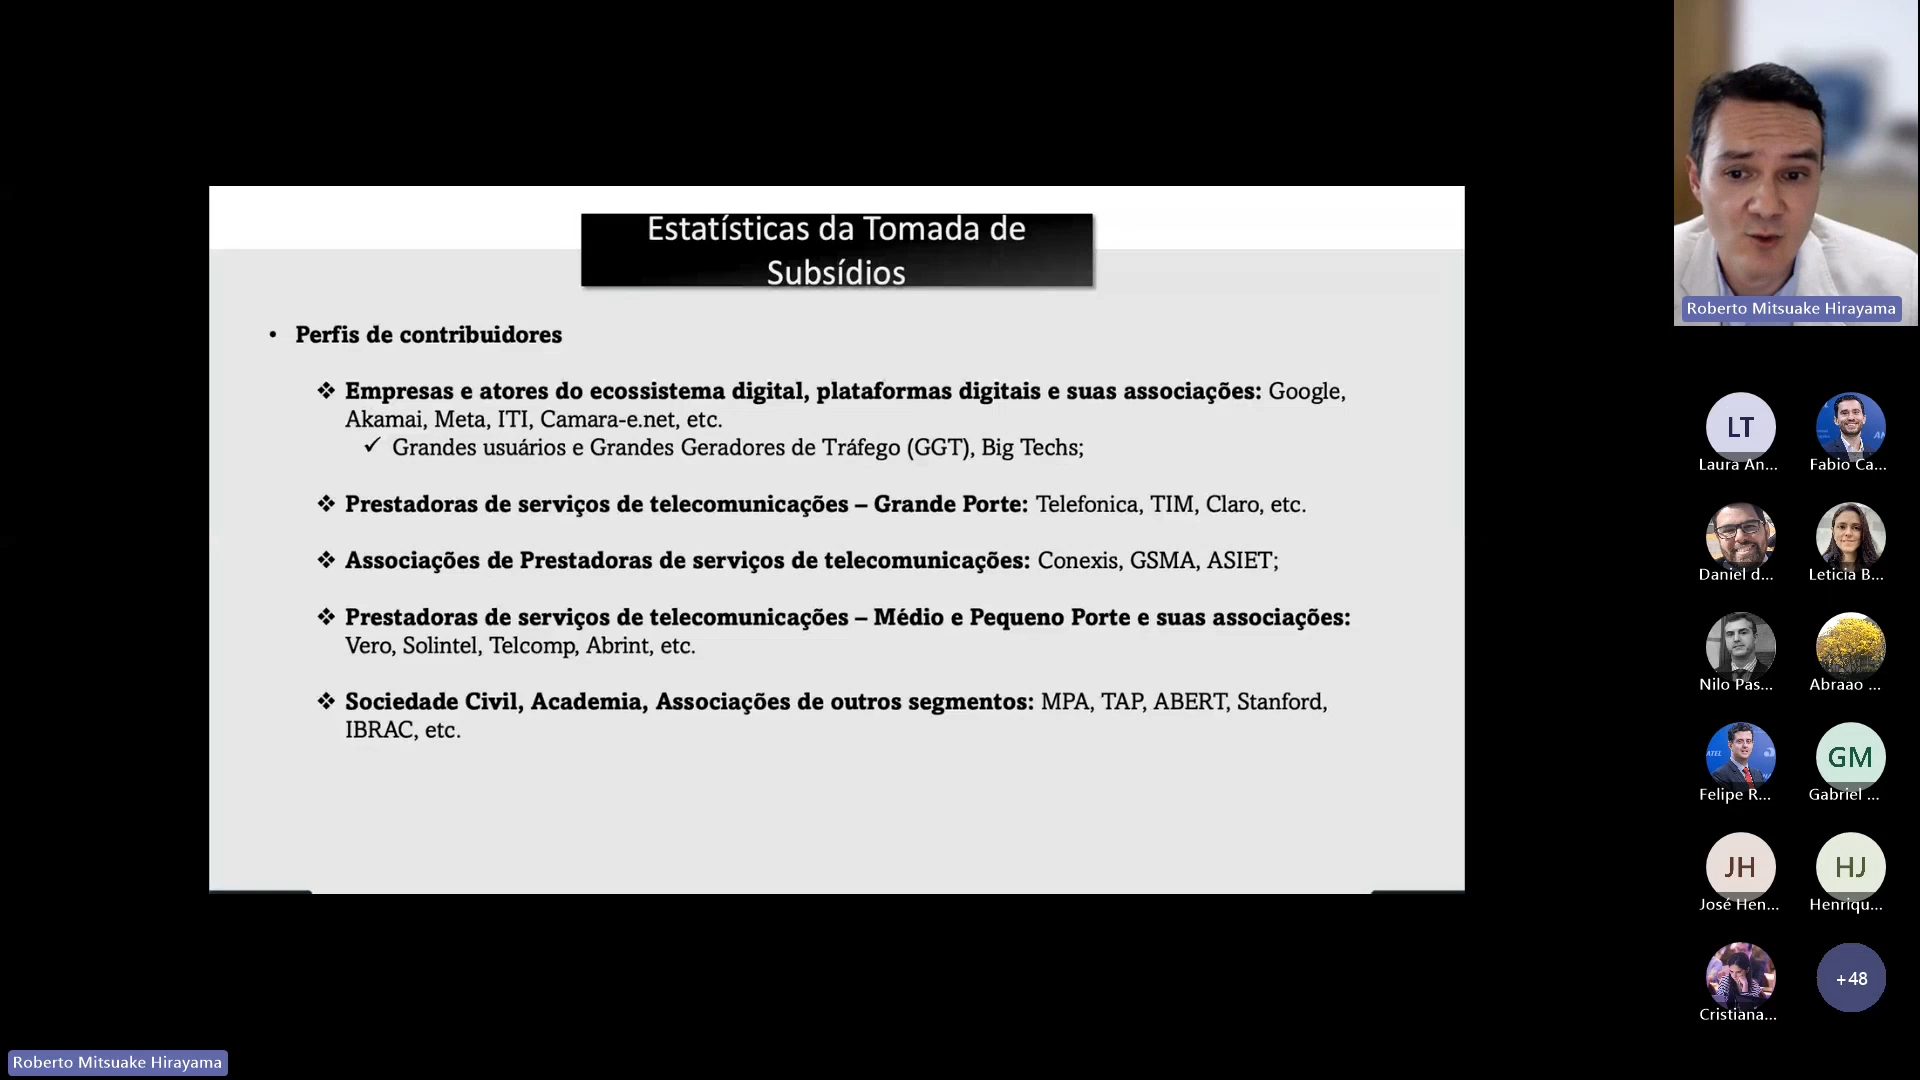 Estatísticas da Tomada de
Subsídios
• Perfis de contribuidores
❖ Empresas e atores do ecossistema digital, plataformas digitais e suas associações: Google,
Akamai, Meta, ITI, Camara-e.net, etc.
✓ Grandes usuários e Grandes Geradores de Tráfego (GGT), Big Techs;
❖ Prestadoras de serviços de telecomunicações – Grande Porte: Telefonica, TIM, Claro, etc.
❖ Associações de Prestadoras de serviços de telecomunicações: Conexis, GSMA, ASIET;
❖ Prestadoras de serviços de telecomunicações – Médio e Pequeno Porte e suas associações:
Vero, Solintel, Telcomp, Abrint, etc.
❖ Sociedade Civil, Academia, Associações de outros segmentos: MPA, TAP, ABERT, Stanford,
IBRAC, etc.
Roberto Mitsuake Hirayama
LT
Laura An...
Fabio Ca...
Daniel d...
Leticia B...
Nilo Pas...
Abraao ...
Felipe R...
GM
Gabriel ...
JH
José Hen...
HJ
Henriqu...
Cristiana...
+48
Roberto Mitsuake Hirayama